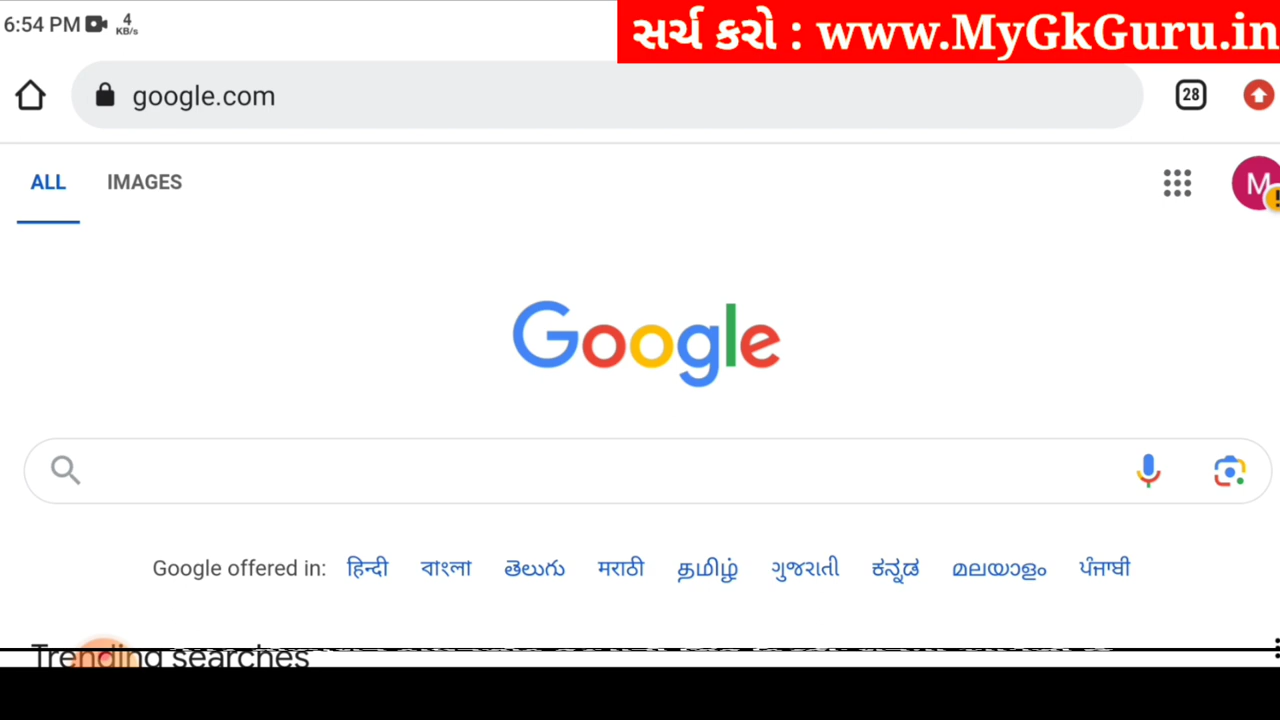 6:54 PM 4 KB/s
સર્ચ કરો : www.MyGkGuru.in
google.com
28
ALL IMAGES
M
Google
Google offered in: हिन्दी বাংলা తెలుగు मराठी தமிழ் ગુજરાતી ಕನ್ನಡ മലയാളം ਪੰਜਾਬੀ
Trending searches